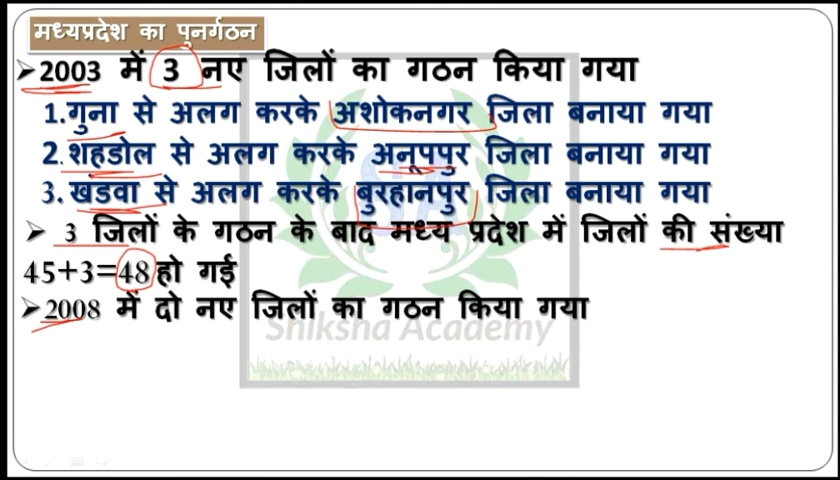 मध्यप्रदेश का पुनर्गठन
➢2003 में 3 नए जिलों का गठन किया गया
1.गुना से अलग करके अशोकनगर जिला बनाया गया
2. शहडोल से अलग करके अनूपपुर जिला बनाया गया
3. खंडवा से अलग करके बुरहानपुर जिला बनाया गया
➢ 3 जिलों के गठन के बाद मध्य प्रदेश में जिलों की संख्या
45+3=48 हो गई
➢2008 में दो नए जिलों का गठन किया गया
Shiksha Academy